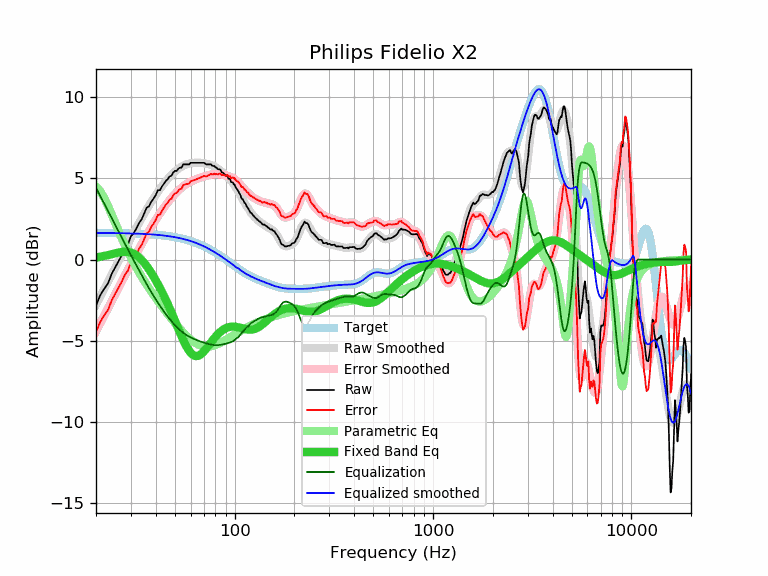 Philips Fidelio X2
Amplitude (dBr)
10
5
0
−5
−10
−15
Target
Raw Smoothed
Error Smoothed
Raw
Error
Parametric Eq
Fixed Band Eq
Equalization
Equalized smoothed
100
1000
10000
Frequency (Hz)